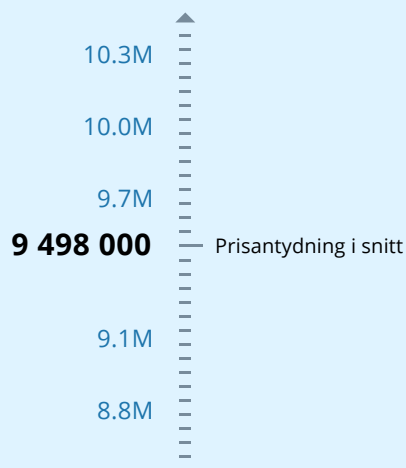 10.3M
10.0M
9.7M
9 498 000 Prisantydning i snitt
9.1M
8.8M